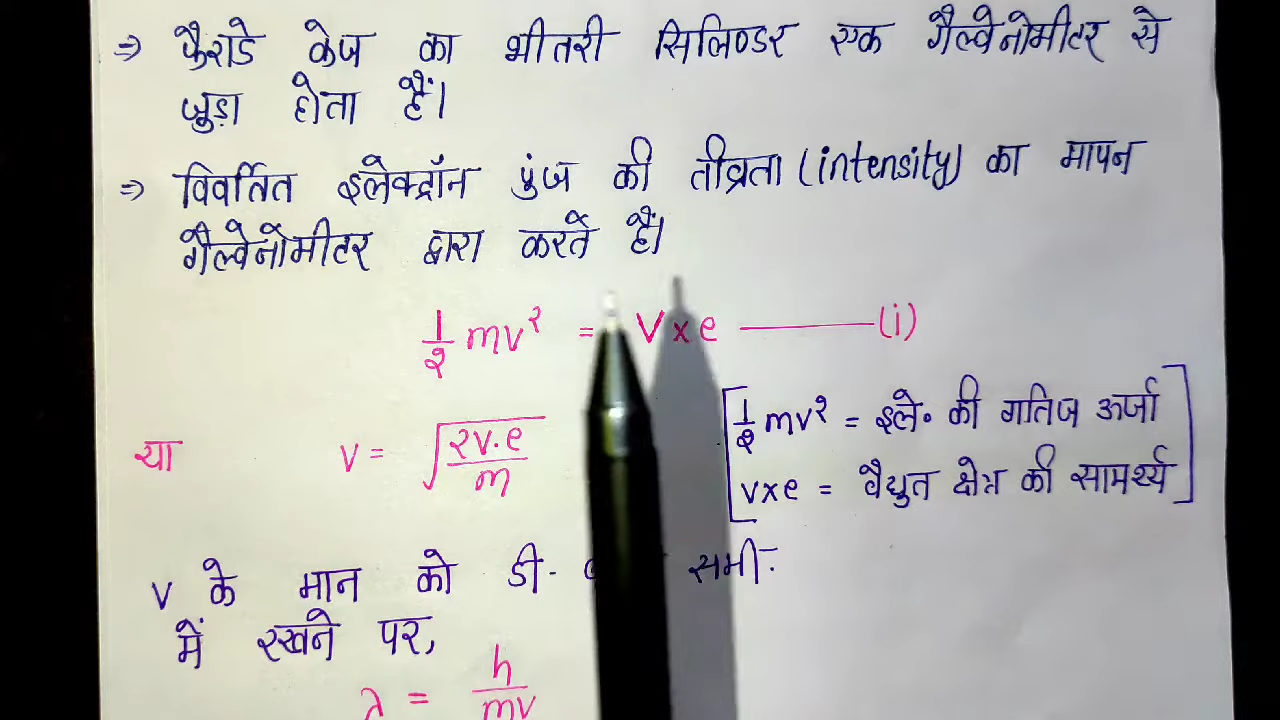 ⇒ फैराडे केज का भीतरी सिलिण्डर एक गैल्वेनोमीटर से
जुड़ा होता हैं।
⇒ विवर्तित इलेक्ट्रॉन पुंज की तीव्रता (intensity) का मापन
गैल्वेनोमीटर द्वारा करते हैं।
1/2 mv² = V×e ——— (i)
या v = √(2V.e/m)
[1/2 mv² = इले॰ की गतिज ऊर्जा
v×e = वैद्युत क्षेत्र की सामर्थ्य]
v के मान को डी- समी-
में रखने पर,
λ = h/mv